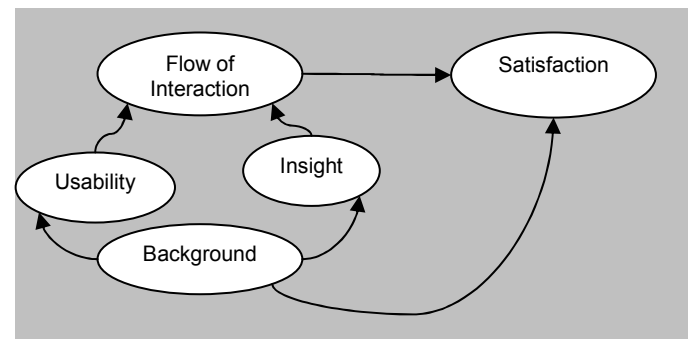 Flow of
Interaction
Satisfaction
Usability
Insight
Background